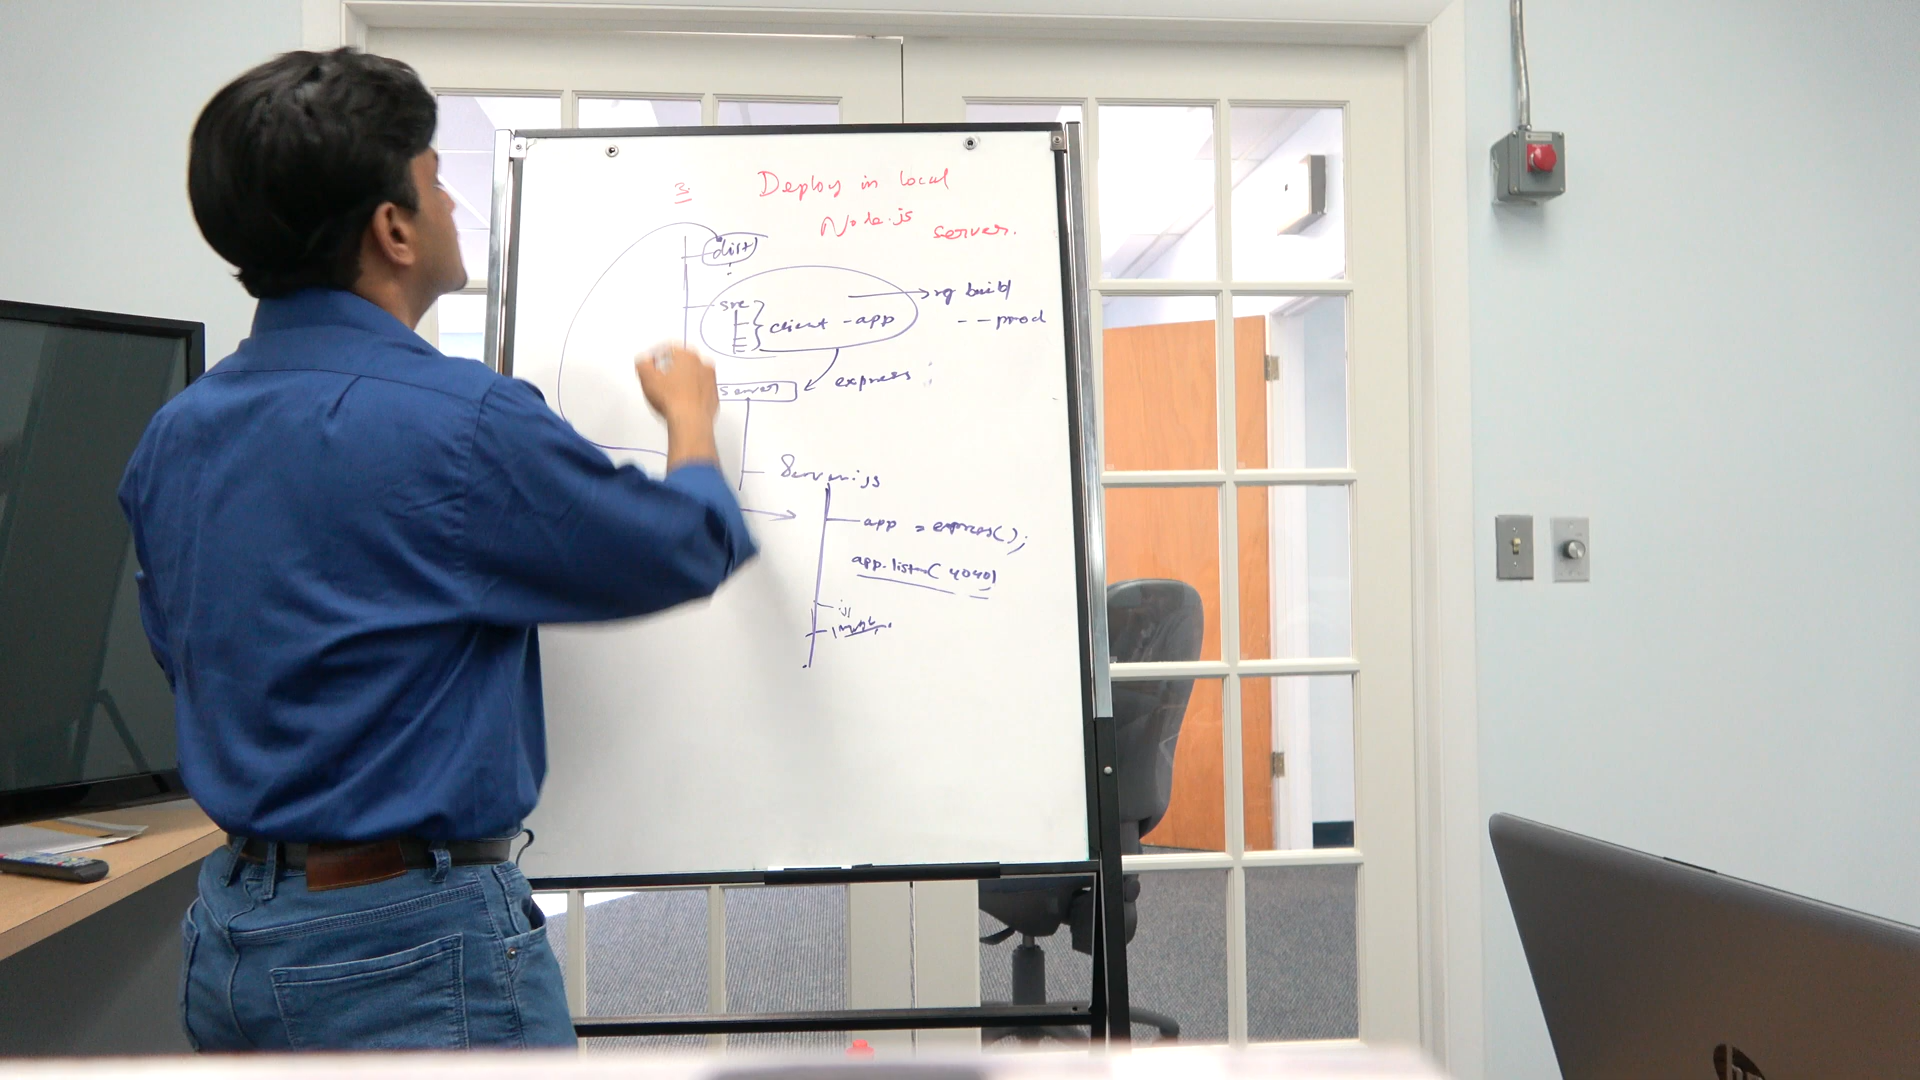 3. Deploy in local
Node.js server.
dist
src
client - app
ng build
-- prod
server
express ;
Server.js
app = express();
app.listen( 4040)
hp